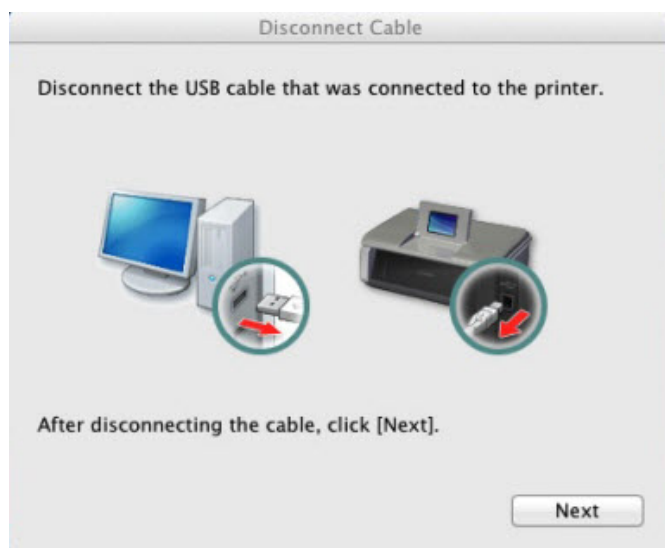 Disconnect Cable
Disconnect the USB cable that was connected to the printer.
After disconnecting the cable, click [Next].
Next